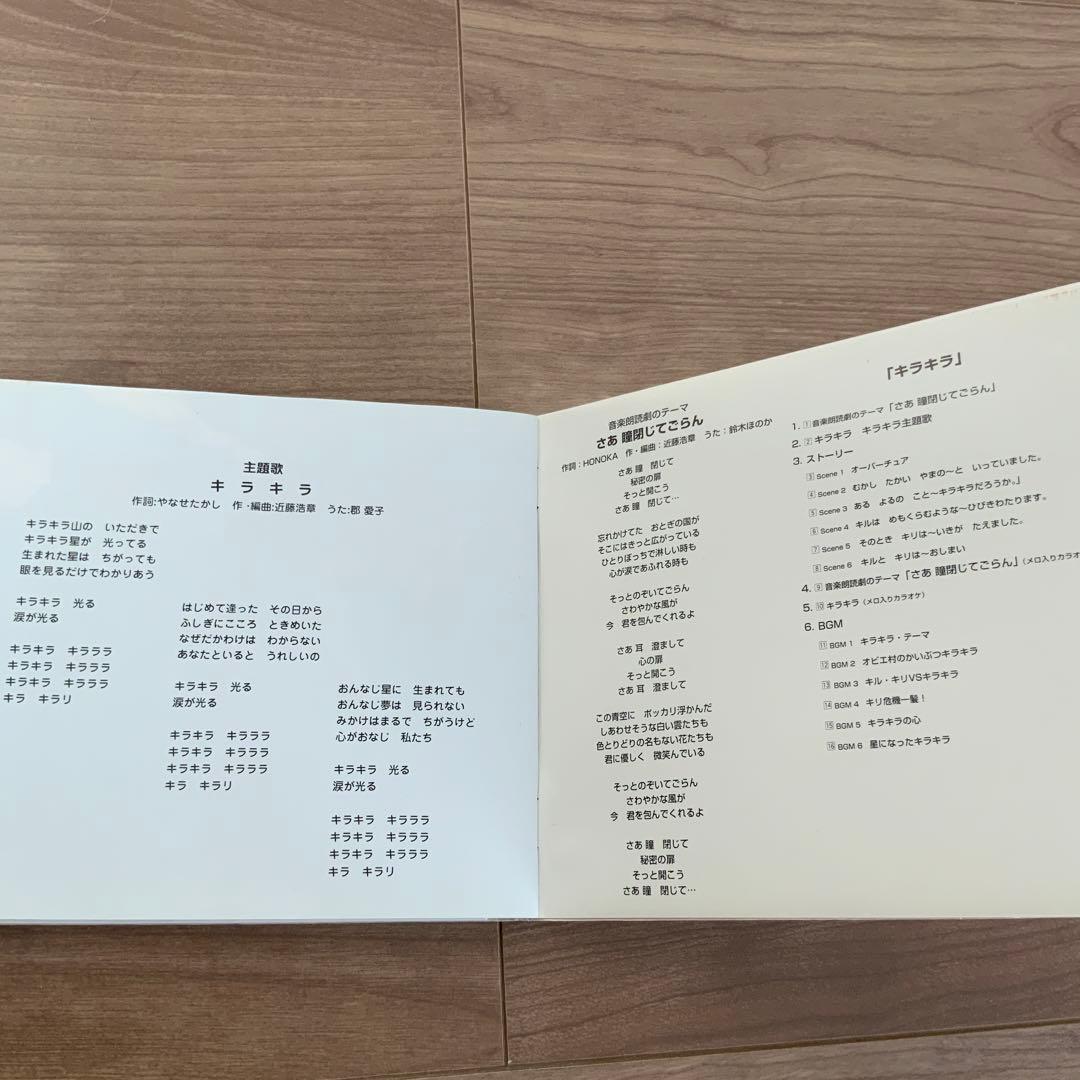 主題歌
キラキラ
作詞:やなせたかし 作・編曲:近藤浩章 うた:郡 愛子
キラキラ山の いただきで
キラキラ星が 光ってる
生まれた星は ちがっても
眼を見るだけでわかりあう
キラキラ 光る
涙が光る
キラキラ キラララ
キラキラ キラララ
キラキラ キラララ
キラ キラリ
はじめて逢った その日から
ふしぎにこころ ときめいた
なぜだかわけは わからない
あなたといると うれしいの
キラキラ 光る
涙が光る
キラキラ キラララ
キラキラ キラララ
キラキラ キラララ
キラ キラリ
おんなじ星に 生まれても
おんなじ夢は 見られない
みかけはまるで ちがうけど
心がおなじ 私たち
キラキラ 光る
涙が光る
キラキラ キラララ
キラキラ キラララ
キラキラ キラララ
キラ キラリ
音楽朗読劇のテーマ
さあ 瞳閉じてごらん
作詞：HONOKA 作・編曲：近藤浩章 うた：鈴木ほのか
さあ 瞳 閉じて
秘密の扉
そっと開こう
さあ 瞳 閉じて…
忘れかけてた おとぎの国が
そこにはきっと広がっている
ひとりぼっちで淋しい時も
心が涙であふれる時も
そっとのぞいてごらん
さわやかな風が
今 君を包んでくれるよ
さあ 耳 澄まして
心の扉
そっと開こう
さあ 耳 澄まして
この青空に ポッカリ浮かんだ
しあわせそうな白い雲たちも
色とりどりの名もない花たちも
君に優しく 微笑んでいる
そっとのぞいてごらん
さわやかな風が
今 君を包んでくれるよ
さあ 瞳 閉じて
秘密の扉
そっと開こう
さあ 瞳 閉じて…
「キラキラ」
1. 1 音楽朗読劇のテーマ「さあ 瞳閉じてごらん」
2. 2 キラキラ キラキラ主題歌
3. ストーリー
3 Scene 1 オーバーチュア
4 Scene 2 むかし たかい やまの〜と いっていました。
5 Scene 3 ある よるの こと〜キラキラだろうか。」
6 Scene 4 キルは めもくらむような〜ひびきわたります。
7 Scene 5 そのとき キリは〜いきが たえました。
8 Scene 6 キルと キリは〜おしまい
4. 9 音楽朗読劇のテーマ「さあ 瞳閉じてごらん」（メロ入りカラオ
5. 10 キラキラ（メロ入りカラオケ）
6. BGM
11 BGM 1 キラキラ・テーマ
12 BGM 2 オビエ村のかいぶつキラキラ
13 BGM 3 キル・キリVSキラキラ
14 BGM 4 キリ危機一髪！
15 BGM 5 キラキラの心
16 BGM 6 星になったキラキラ